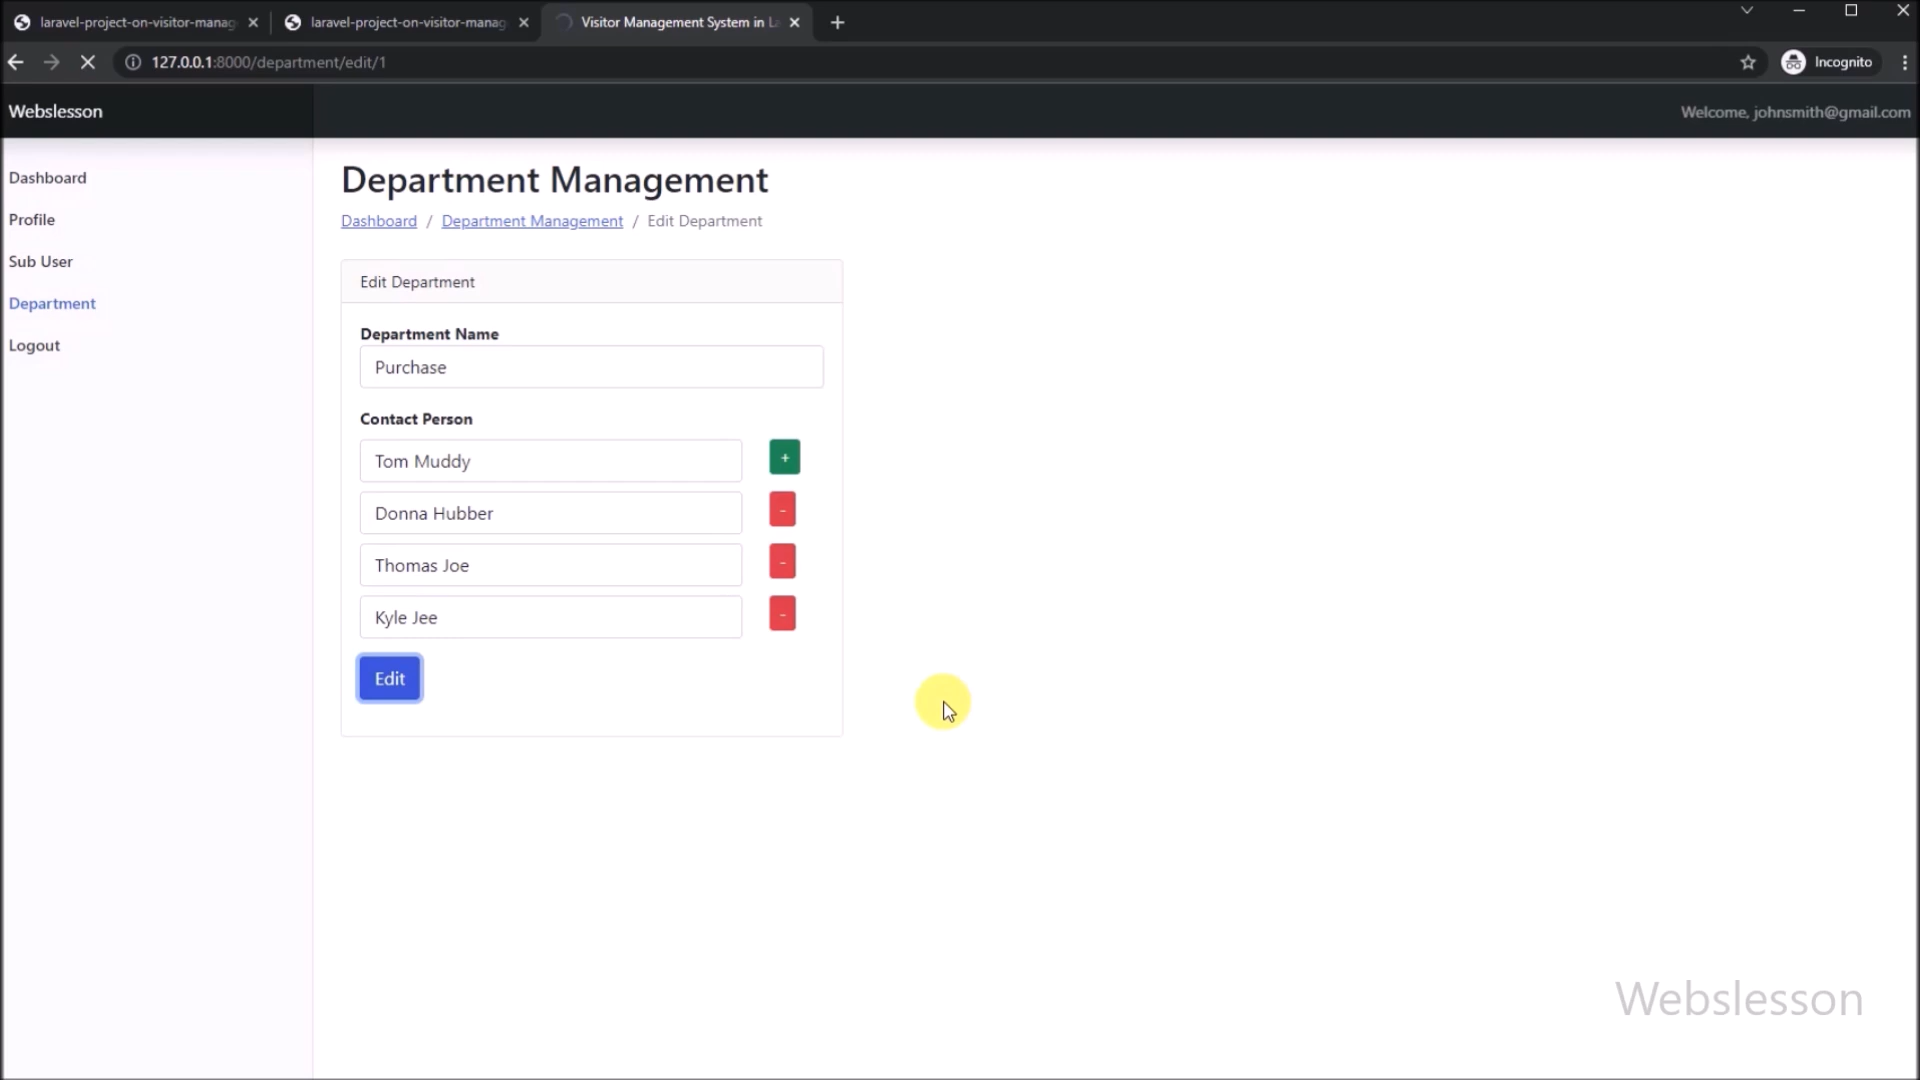 laravel-project-on-visitor-manag
laravel-project-on-visitor-manag
Visitor Management System in La
127.0.0.1:8000/department/edit/1
Incognito
Webslesson
Welcome, johnsmith@gmail.com
Dashboard
Profile
Sub User
Department
Logout
Department Management
Dashboard / Department Management / Edit Department
Edit Department
Department Name
Purchase
Contact Person
Tom Muddy
+
Donna Hubber
-
Thomas Joe
-
Kyle Jee
-
Edit
Webslesson